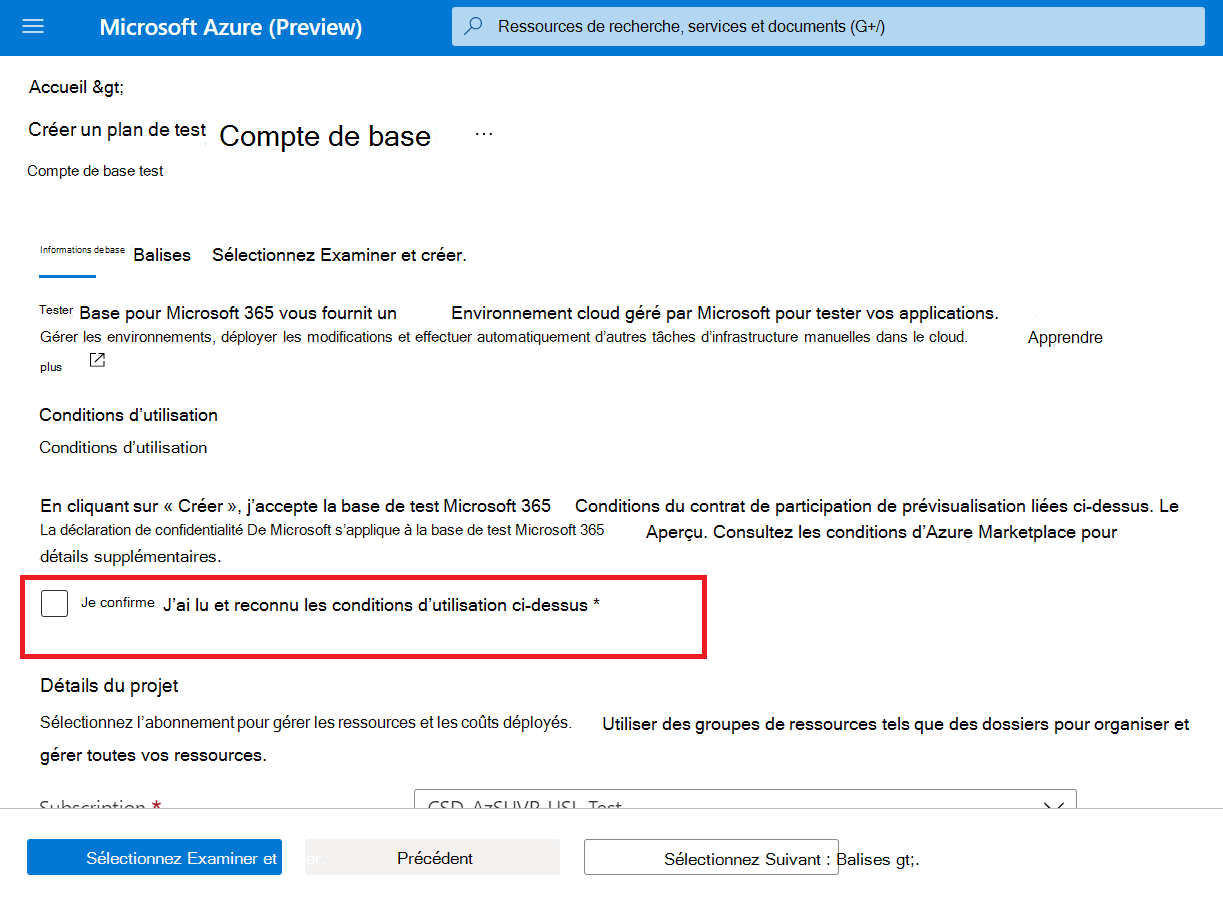 Microsoft Azure (Preview)
Ressources de recherche, services et documents (G+/)
Accueil &gt;
Créer un plan de test Compte de base ...
Compte de base test
Informations de base Balises Sélectionnez Examiner et créer.
Tester Base pour Microsoft 365 vous fournit un Environnement cloud géré par Microsoft pour tester vos applications.
Gérer les environnements, déployer les modifications et effectuer automatiquement d’autres tâches d’infrastructure manuelles dans le cloud. Apprendre
plus
Conditions d’utilisation
Conditions d’utilisation
En cliquant sur « Créer », j’accepte la base de test Microsoft 365 Conditions du contrat de participation de prévisualisation liées ci-dessus. Le
La déclaration de confidentialité De Microsoft s’applique à la base de test Microsoft 365 Aperçu. Consultez les conditions d’Azure Marketplace pour
détails supplémentaires.
Je confirme J’ai lu et reconnu les conditions d’utilisation ci-dessus *
Détails du projet
Sélectionnez l’abonnement pour gérer les ressources et les coûts déployés. Utiliser des groupes de ressources tels que des dossiers pour organiser et
gérer toutes vos ressources.
Subscription * CSD_AzSUVP_USL_Test
Sélectionnez Examiner et Précédent Sélectionnez Suivant : Balises gt;.